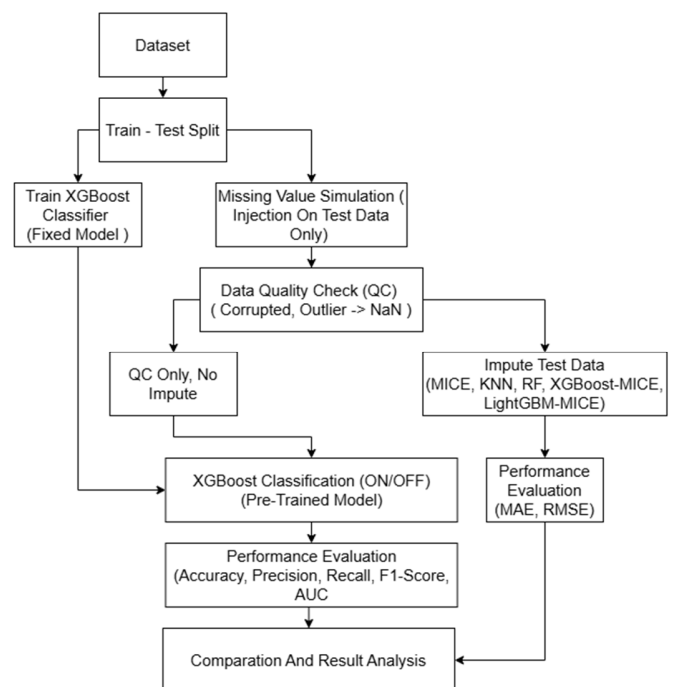 Dataset
Train - Test Split
Train XGBoost
Classifier
(Fixed Model )
Missing Value Simulation (
Injection On Test Data
Only)
Data Quality Check (QC)
( Corrupted, Outlier -> NaN )
QC Only, No
Impute
Impute Test Data
(MICE, KNN, RF, XGBoost-MICE,
LightGBM-MICE)
XGBoost Classification (ON/OFF)
(Pre-Trained Model)
Performance
Evaluation
(MAE, RMSE)
Performance Evaluation
(Accuracy, Precision, Recall, F1-Score,
AUC
Comparation And Result Analysis